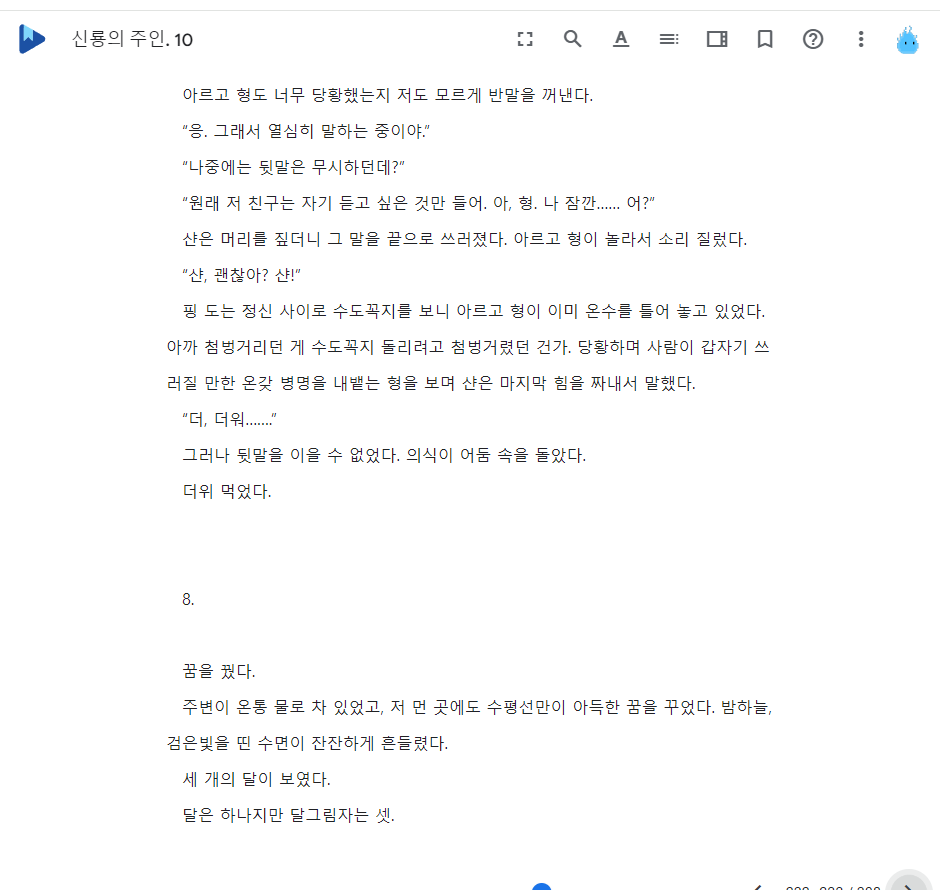 신룡의 주인. 10
아르고 형도 너무 당황했는지 저도 모르게 반말을 꺼낸다.
“응. 그래서 열심히 말하는 중이야.”
“나중에는 뒷말은 무시하던데?”
“원래 저 친구는 자기 듣고 싶은 것만 들어. 아, 형. 나 잠깐…… 어?”
샨은 머리를 짚더니 그 말을 끝으로 쓰러졌다. 아르고 형이 놀라서 소리 질렀다.
“샨, 괜찮아? 샨!”
핑 도는 정신 사이로 수도꼭지를 보니 아르고 형이 이미 온수를 틀어 놓고 있었다.
아까 첨벙거리던 게 수도꼭지 돌리려고 첨벙거렸던 건가. 당황하며 사람이 갑자기 쓰
러질 만한 온갖 병명을 내뱉는 형을 보며 샨은 마지막 힘을 짜내서 말했다.
“더, 더워…….”
그러나 뒷말을 이을 수 없었다. 의식이 어둠 속을 돌았다.
더위 먹었다.
8.
꿈을 꿨다.
주변이 온통 물로 차 있었고, 저 먼 곳에도 수평선만이 아득한 꿈을 꾸었다. 밤하늘,
검은빛을 띤 수면이 잔잔하게 흔들렸다.
세 개의 달이 보였다.
달은 하나지만 달그림자는 셋.